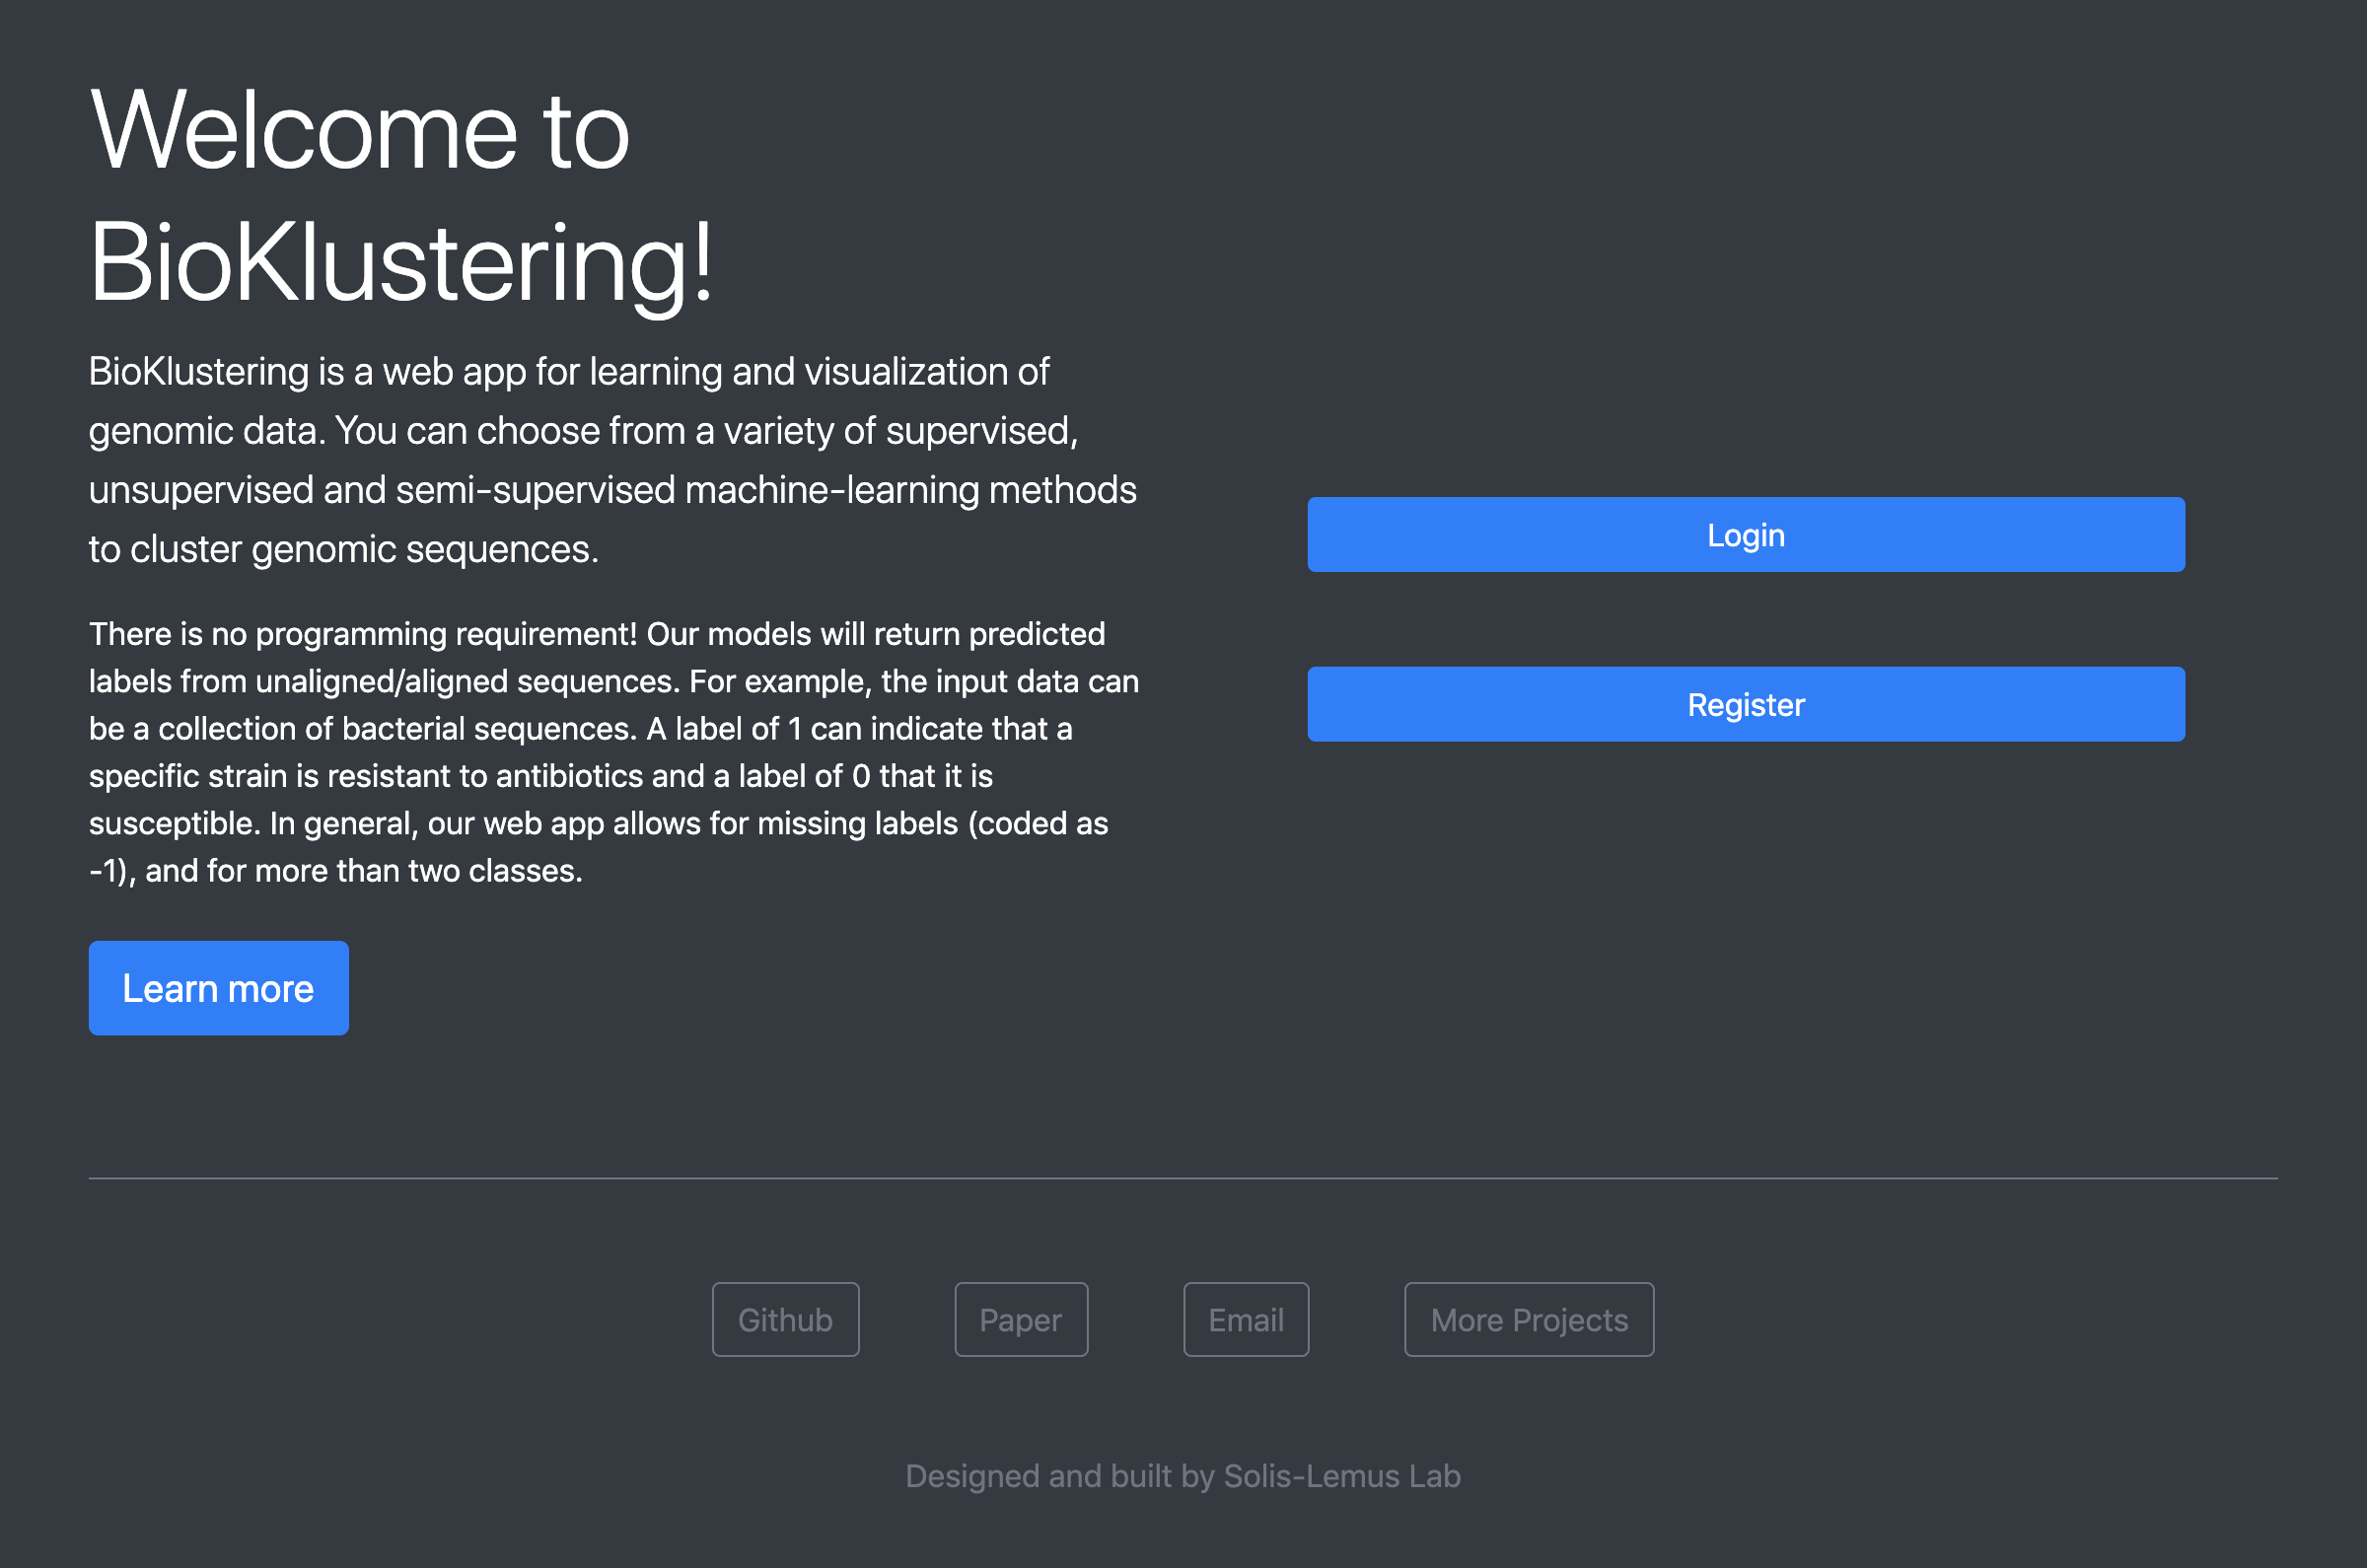 Welcome to
BioKlustering!
BioKlustering is a web app for learning and visualization of
genomic data. You can choose from a variety of supervised,
unsupervised and semi-supervised machine-learning methods
to cluster genomic sequences.
There is no programming requirement! Our models will return predicted
labels from unaligned/aligned sequences. For example, the input data can
be a collection of bacterial sequences. A label of 1 can indicate that a
specific strain is resistant to antibiotics and a label of 0 that it is
susceptible. In general, our web app allows for missing labels (coded as
-1), and for more than two classes.
Learn more
Login
Register
Github
Paper
Email
More Projects
Designed and built by Solis-Lemus Lab